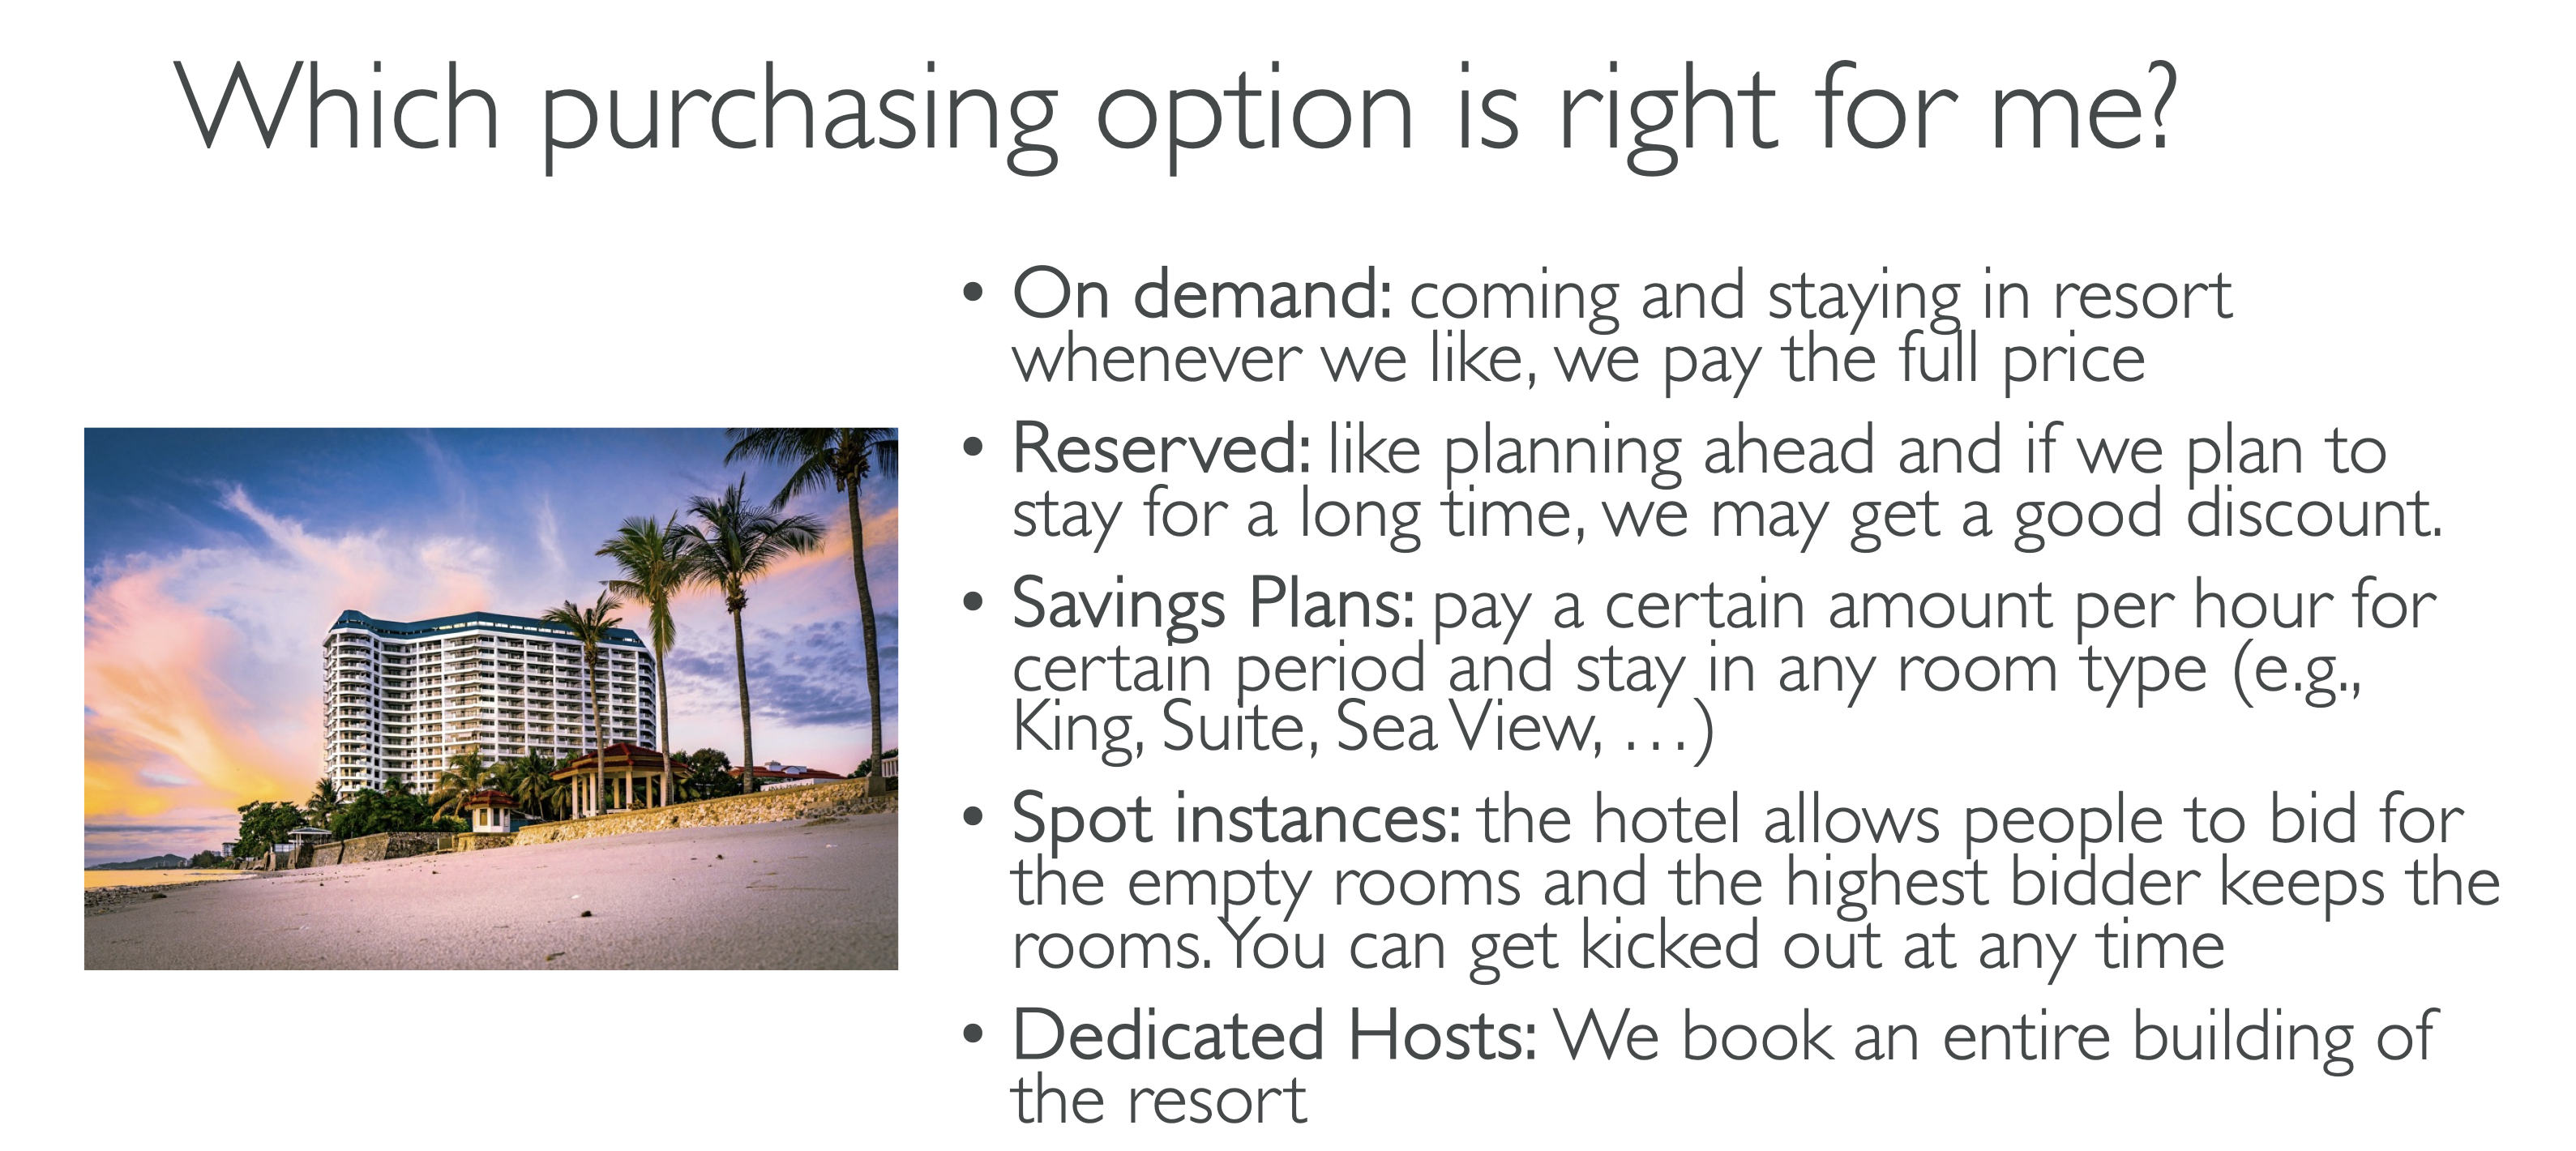 Which purchasing option is right for me?
• On demand: coming and staying in resort
whenever we like, we pay the full price
• Reserved: like planning ahead and if we plan to
stay for a long time, we may get a good discount.
• Savings Plans: pay a certain amount per hour for
certain period and stay in any room type (e.g.,
King, Suite, Sea View, …)
• Spot instances: the hotel allows people to bid for
the empty rooms and the highest bidder keeps the
rooms. You can get kicked out at any time
• Dedicated Hosts: We book an entire building of
the resort